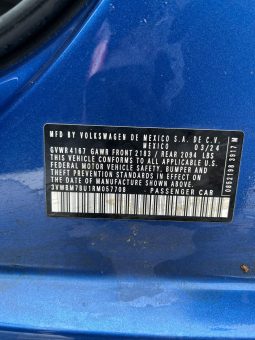 MFD BY VOLKSWAGEN DE MEXICO S.A. DE C.V.
MEXICO 03/24
GVWR 4167 GAWR FRONT 2183 / REAR 2094 LBS
THIS VEHICLE CONFORMS TO ALL APPLICABLE U.S.
FEDERAL MOTOR VEHICLE SAFETY, BUMPER, AND
THEFT PREVENTION STANDARDS IN EFFECT ON THE
DATE OF MANUFACTURE SHOWN ABOVE
3VWBM7BU1RM057708 PASSENGER CAR